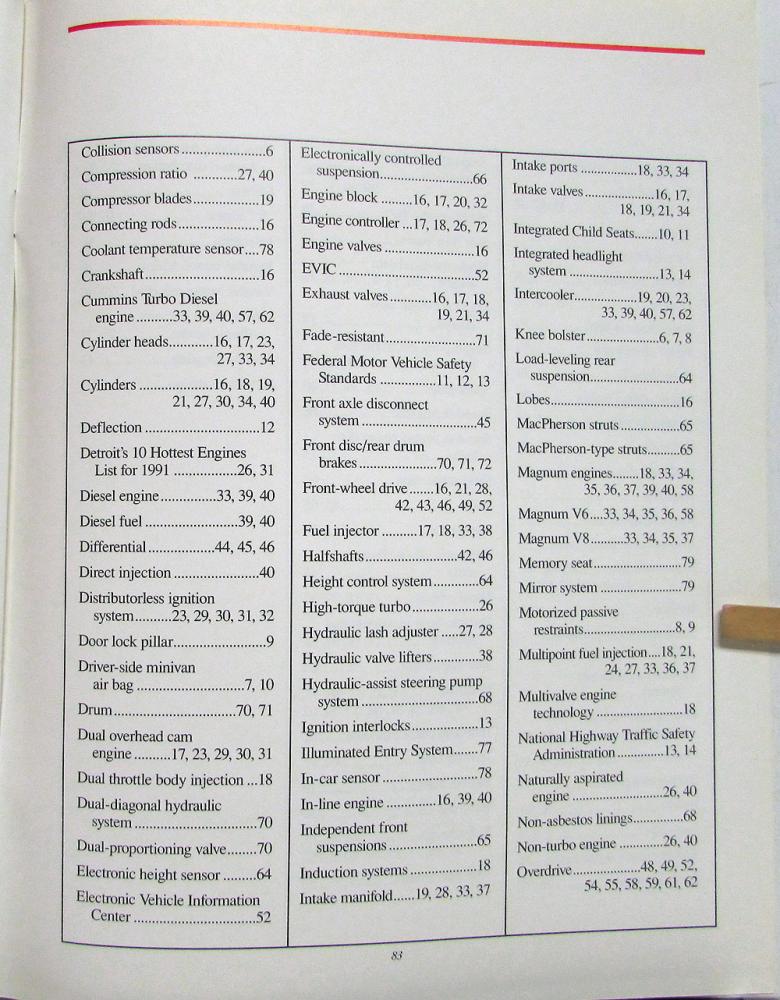 Collision sensors.......................6
Compression ratio ...........27, 40
Compressor blades...................19
Connecting rods.......................16
Coolant temperature sensor....78
Crankshaft................................16
Cummins Turbo Diesel
engine ..........33, 39, 40, 57, 62
Cylinder heads............16, 17, 23,
27, 33, 34
Cylinders ....................16, 18, 19,
21, 27, 30, 34, 40
Deflection ................................12
Detroit's 10 Hottest Engines
List for 1991 .................26, 31
Diesel engine...............33, 39, 40
Diesel fuel ..........................39, 40
Differential ..................44, 45, 46
Direct injection .......................40
Distributorless ignition
system..........23, 29, 30, 31, 32
Door lock pillar.........................9
Driver-side minivan
air bag .............................7, 10
Drum.................................70, 71
Dual overhead cam
engine ..........17, 23, 29, 30, 31
Dual throttle body injection ...18
Dual-diagonal hydraulic
system .................................70
Dual-proportioning valve........70
Electronic height sensor .........64
Electronic Vehicle Information
Center .................................52
Electronically controlled
suspension.........................66
Engine block .........16, 17, 20, 32
Engine controller ...17, 18, 26, 72
Engine valves ........................16
EVIC .....................................52
Exhaust valves ...........16, 17, 18,
19, 21, 34
Fade-resistant........................71
Federal Motor Vehicle Safety
Standards ...............11, 12, 13
Front axle disconnect
system ...............................45
Front disc/rear drum
brakes .....................70, 71, 72
Front-wheel drive .......16, 21, 28,
42, 43, 46, 49, 52
Fuel injector ..........17, 18, 33, 38
Halfshafts.........................42, 46
Height control system............64
High-torque turbo..................26
Hydraulic lash adjuster .....27, 28
Hydraulic valve lifters............38
Hydraulic-assist steering pump
system ...............................68
Ignition interlocks..................13
Illuminated Entry System......77
In-car sensor ..........................78
In-line engine .............16, 39, 40
Independent front
suspensions .......................65
Induction systems ..................18
Intake manifold......19, 28, 33, 37
Intake ports ...............18, 33, 34
Intake valves...................16, 17,
18, 19, 21, 34
Integrated Child Seats.......10, 11
Integrated headlight
system ........................13, 14
Intercooler.................19, 20, 23,
33, 39, 40, 57, 62
Knee bolster....................6, 7, 8
Load-leveling rear
suspension........................64
Lobes....................................16
MacPherson struts ................65
MacPherson-type struts.........65
Magnum engines.......18, 33, 34,
35, 36, 37, 39, 40, 58
Magnum V6....33, 34, 35, 36, 58
Magnum V8.........33, 34, 35, 37
Memory seat.........................79
Mirror system .......................79
Motorized passive
restraints.........................8, 9
Multipoint fuel injection....18, 21,
24, 27, 33, 36, 37
Multivalve engine
technology .......................18
National Highway Traffic Safety
Administration .............13, 14
Naturally aspirated
engine .........................26, 40
Non-asbestos linings..............68
Non-turbo engine .............26, 40
Overdrive...................48, 49, 52,
54, 55, 58, 59, 61, 62
83